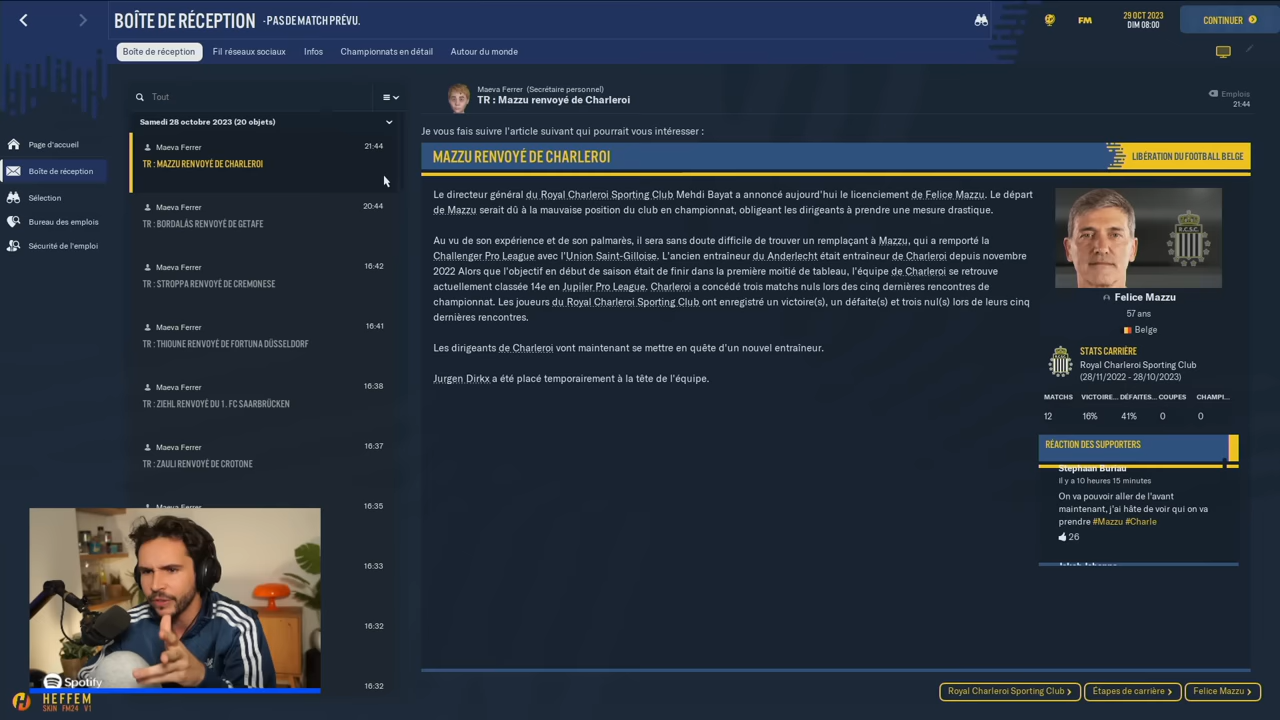 BOÎTE DE RÉCEPTION - PAS DE MATCH PRÉVU.
FM
29 OCT 2023
DIM 08:00
CONTINUER
Boîte de réception Fil réseaux sociaux Infos Championnats en détail Autour du monde
Page d'accueil
Boîte de réception
Sélection
Bureau des emplois
Sécurité de l'emploi
Tout
Samedi 28 octobre 2023 (20 objets)
Maeva Ferrer 21:44
TR : MAZZU RENVOYÉ DE CHARLEROI
Maeva Ferrer 20:44
TR : BORDALÁS RENVOYÉ DE GETAFE
Maeva Ferrer 16:42
TR : STROPPA RENVOYÉ DE CREMONESE
Maeva Ferrer 16:41
TR : THIOUNE RENVOYÉ DE FORTUNA DÜSSELDORF
Maeva Ferrer 16:38
TR : ZIEHL RENVOYÉ DU 1. FC SAARBRÜCKEN
Maeva Ferrer 16:37
TR : ZAULI RENVOYÉ DE CROTONE
Maeva Ferrer 16:35
16:33
16:32
16:32
Maeva Ferrer (Secrétaire personnel)
TR : Mazzu renvoyé de Charleroi
Emplois
21:44
Je vous fais suivre l'article suivant qui pourrait vous intéresser :
MAZZU RENVOYÉ DE CHARLEROI
LIBÉRATION DU FOOTBALL BELGE
Le directeur général du Royal Charleroi Sporting Club Mehdi Bayat a annoncé aujourd'hui le licenciement de Felice Mazzu. Le départ
de Mazzu serait dû à la mauvaise position du club en championnat, obligeant les dirigeants à prendre une mesure drastique.
Au vu de son expérience et de son palmarès, il sera sans doute difficile de trouver un remplaçant à Mazzu, qui a remporté la
Challenger Pro League avec l'Union Saint-Gilloise. L'ancien entraîneur du Anderlecht était entraîneur de Charleroi depuis novembre
2022 Alors que l'objectif en début de saison était de finir dans la première moitié de tableau, l'équipe de Charleroi se retrouve
actuellement classée 14e en Jupiler Pro League. Charleroi a concédé trois matchs nuls lors des cinq dernières rencontres de
championnat. Les joueurs du Royal Charleroi Sporting Club ont enregistré un victoire(s), un défaite(s) et trois nul(s) lors de leurs cinq
dernières rencontres.
Les dirigeants de Charleroi vont maintenant se mettre en quête d'un nouvel entraîneur.
Jurgen Dirkx a été placé temporairement à la tête de l'équipe.
R.C.S.C.
Felice Mazzu
57 ans
Belge
STATS CARRIÈRE
Royal Charleroi Sporting Club
(28/11/2022 - 28/10/2023)
MATCHS VICTOIRE... DÉFAITES... COUPES CHAMPI...
12 16% 41% 0 0
RÉACTION DES SUPPORTERS
Stephaan Buriau
Il y a 10 heures 15 minutes
On va pouvoir aller de l'avant
maintenant, j'ai hâte de voir qui on va
prendre #Mazzu #Charle
26
Spotify
HEFFEM
SKIN FM24 V1
Royal Charleroi Sporting Club Étapes de carrière Felice Mazzu